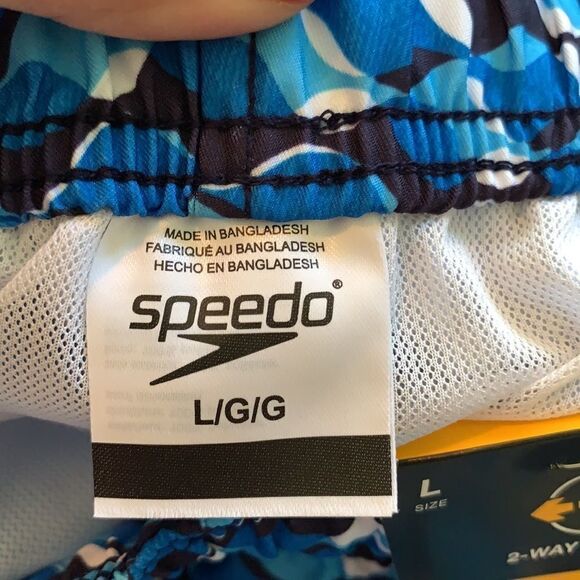 MADE IN BANGLADESH
FABRIQUÉ AU BANGLADESH
HECHO EN BANGLADESH
speedo®
L/G/G
L
SIZE
2-WAY